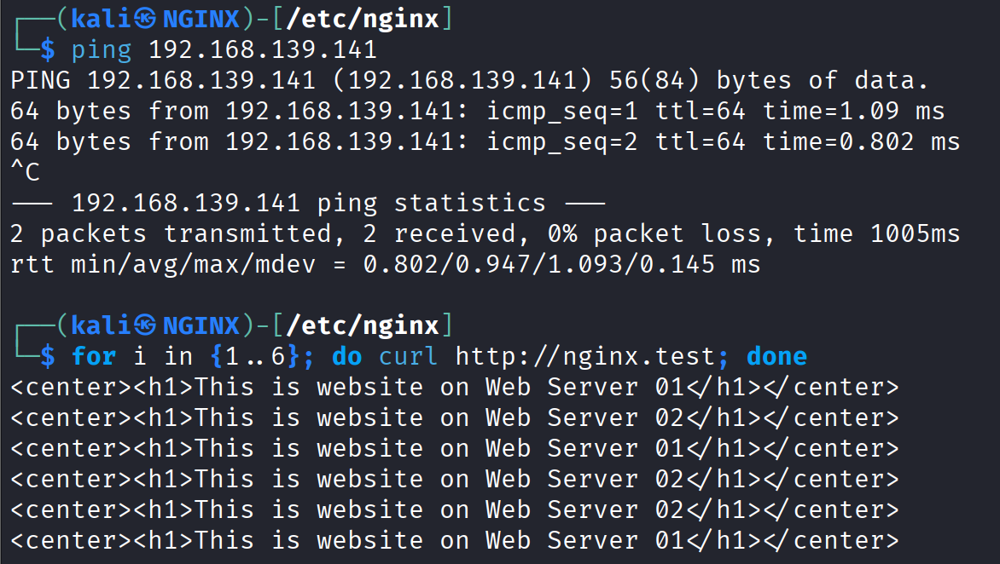 ┌──(kali㉿NGINX)-[/etc/nginx]
└─$ ping 192.168.139.141
PING 192.168.139.141 (192.168.139.141) 56(84) bytes of data.
64 bytes from 192.168.139.141: icmp_seq=1 ttl=64 time=1.09 ms
64 bytes from 192.168.139.141: icmp_seq=2 ttl=64 time=0.802 ms
^C
--- 192.168.139.141 ping statistics ---
2 packets transmitted, 2 received, 0% packet loss, time 1005ms
rtt min/avg/max/mdev = 0.802/0.947/1.093/0.145 ms
┌──(kali㉿NGINX)-[/etc/nginx]
└─$ for i in {1..6}; do curl http://nginx.test; done
<center><h1>This is website on Web Server 01</h1></center>
<center><h1>This is website on Web Server 02</h1></center>
<center><h1>This is website on Web Server 01</h1></center>
<center><h1>This is website on Web Server 02</h1></center>
<center><h1>This is website on Web Server 02</h1></center>
<center><h1>This is website on Web Server 01</h1></center>